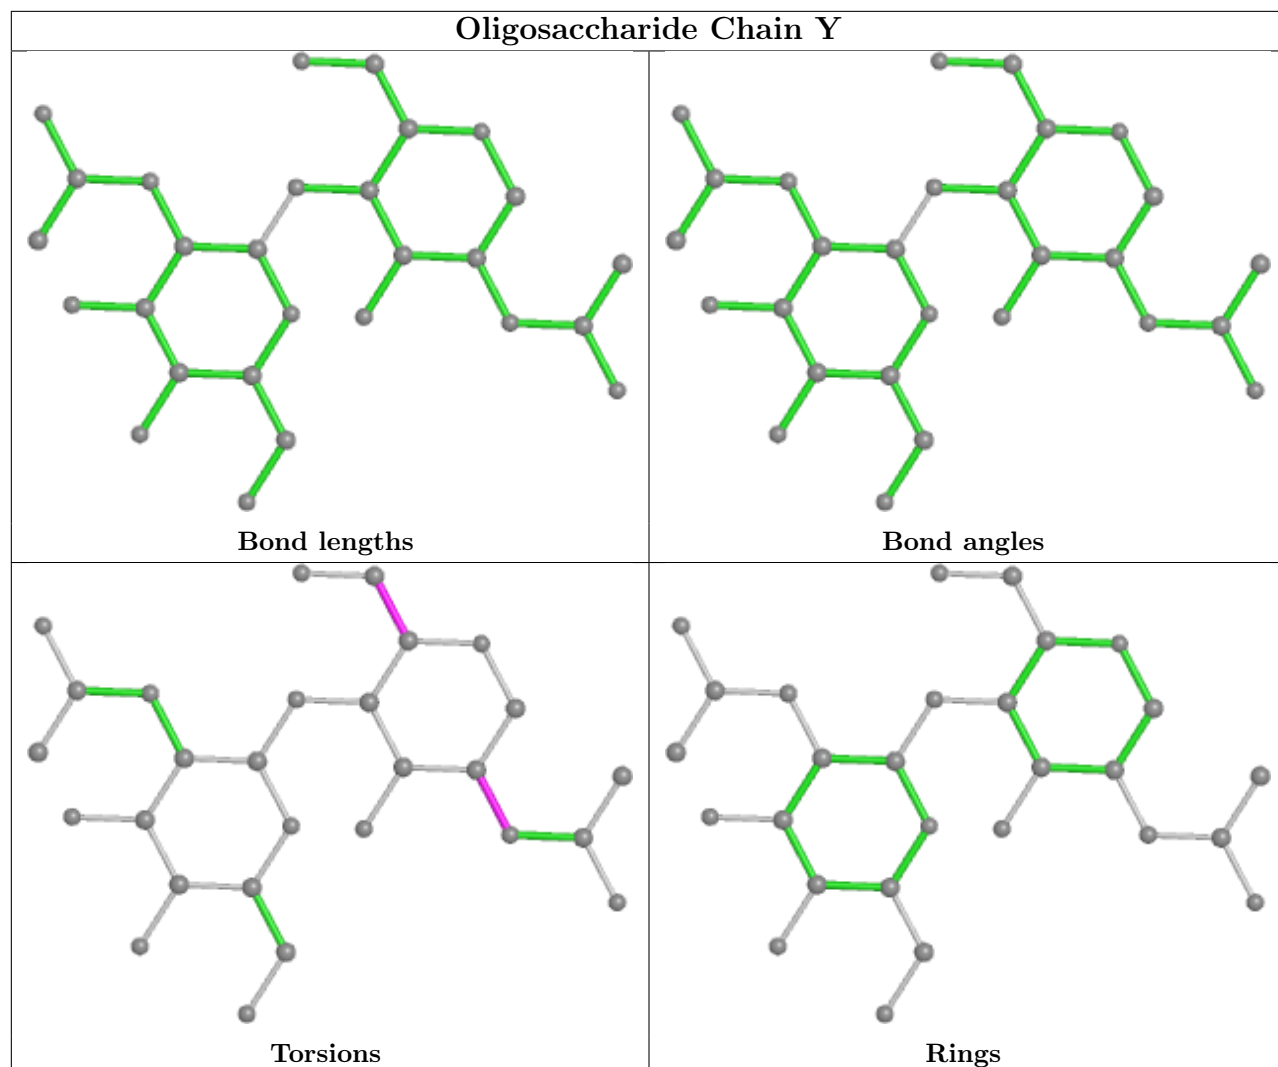 Oligosaccharide Chain Y
Bond lengths
Bond angles
Torsions
Rings